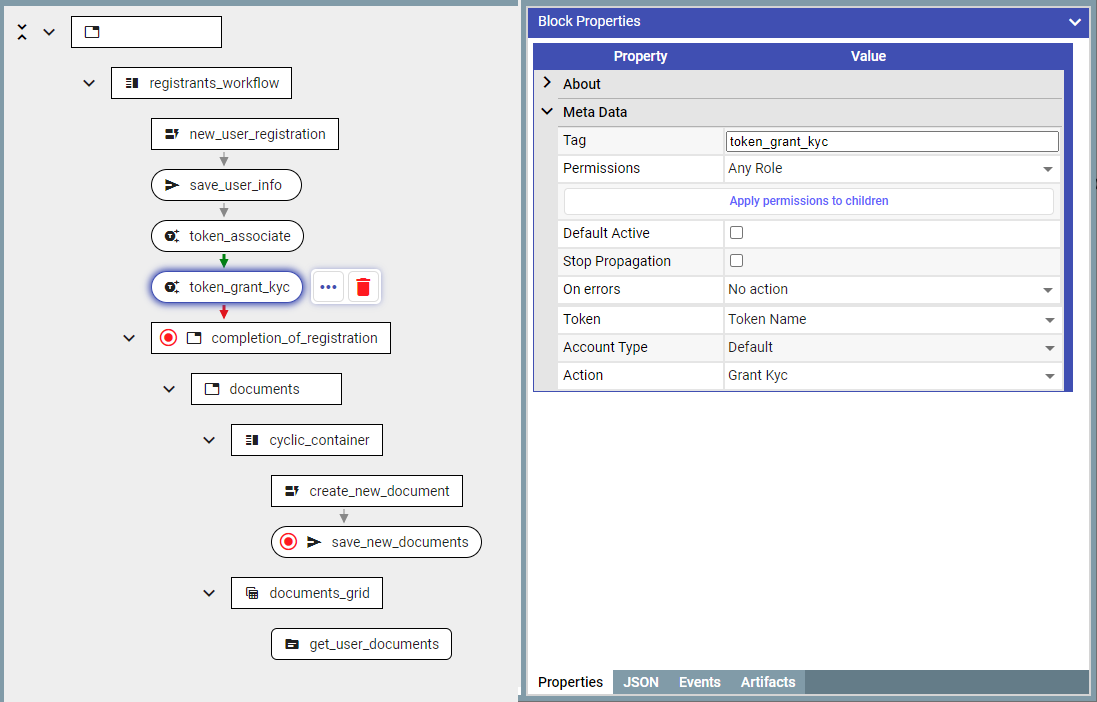 registrants_workflow
new_user_registration
save_user_info
token_associate
token_grant_kyc
completion_of_registration
documents
cyclic_container
create_new_document
save_new_documents
documents_grid
get_user_documents
Block Properties
Property Value
About
Meta Data
Tag token_grant_kyc
Permissions Any Role
Apply permissions to children
Default Active
Stop Propagation
On errors No action
Token Token Name
Account Type Default
Action Grant Kyc
Properties JSON Events Artifacts